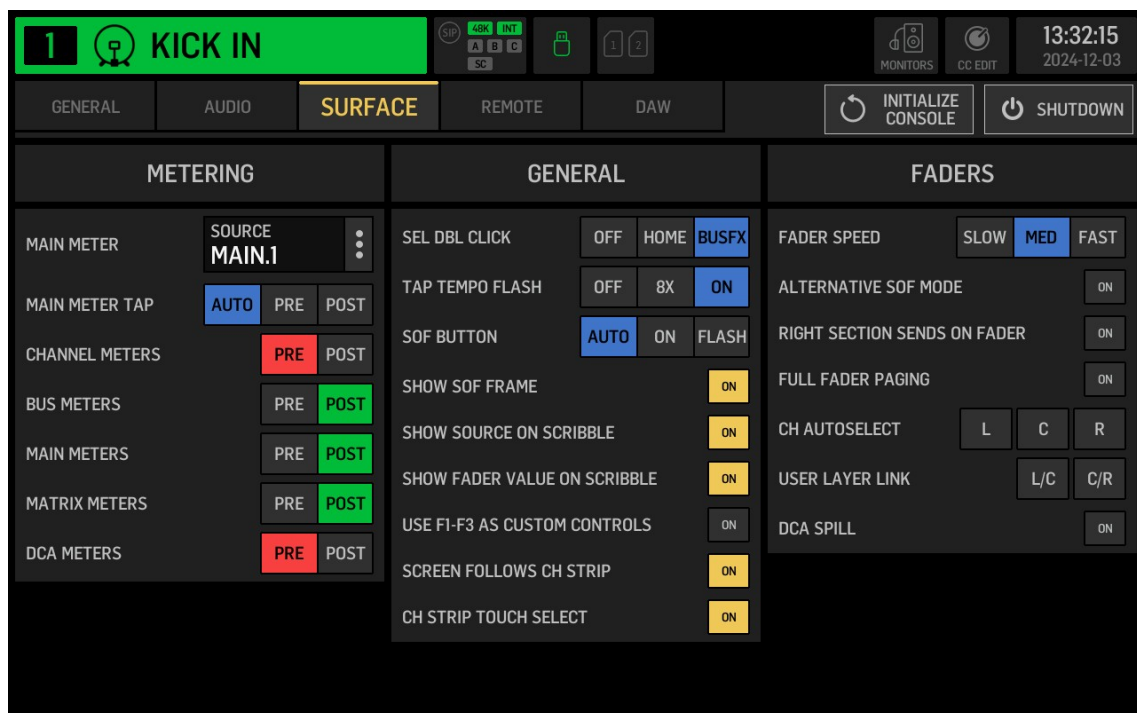 1 KICK IN
SIP 48K INT
A B C
SC
1 2
MONITORS
CC EDIT
13:32:15
2024-12-03
GENERAL AUDIO SURFACE REMOTE DAW
INITIALIZE
CONSOLE
SHUTDOWN
METERING
MAIN METER
SOURCE
MAIN.1
MAIN METER TAP AUTO PRE POST
CHANNEL METERS PRE POST
BUS METERS PRE POST
MAIN METERS PRE POST
MATRIX METERS PRE POST
DCA METERS PRE POST
GENERAL
SEL DBL CLICK OFF HOME BUSFX
TAP TEMPO FLASH OFF 8X ON
SOF BUTTON AUTO ON FLASH
SHOW SOF FRAME ON
SHOW SOURCE ON SCRIBBLE ON
SHOW FADER VALUE ON SCRIBBLE ON
USE F1-F3 AS CUSTOM CONTROLS ON
SCREEN FOLLOWS CH STRIP ON
CH STRIP TOUCH SELECT ON
FADERS
FADER SPEED SLOW MED FAST
ALTERNATIVE SOF MODE ON
RIGHT SECTION SENDS ON FADER ON
FULL FADER PAGING ON
CH AUTOSELECT L C R
USER LAYER LINK L/C C/R
DCA SPILL ON